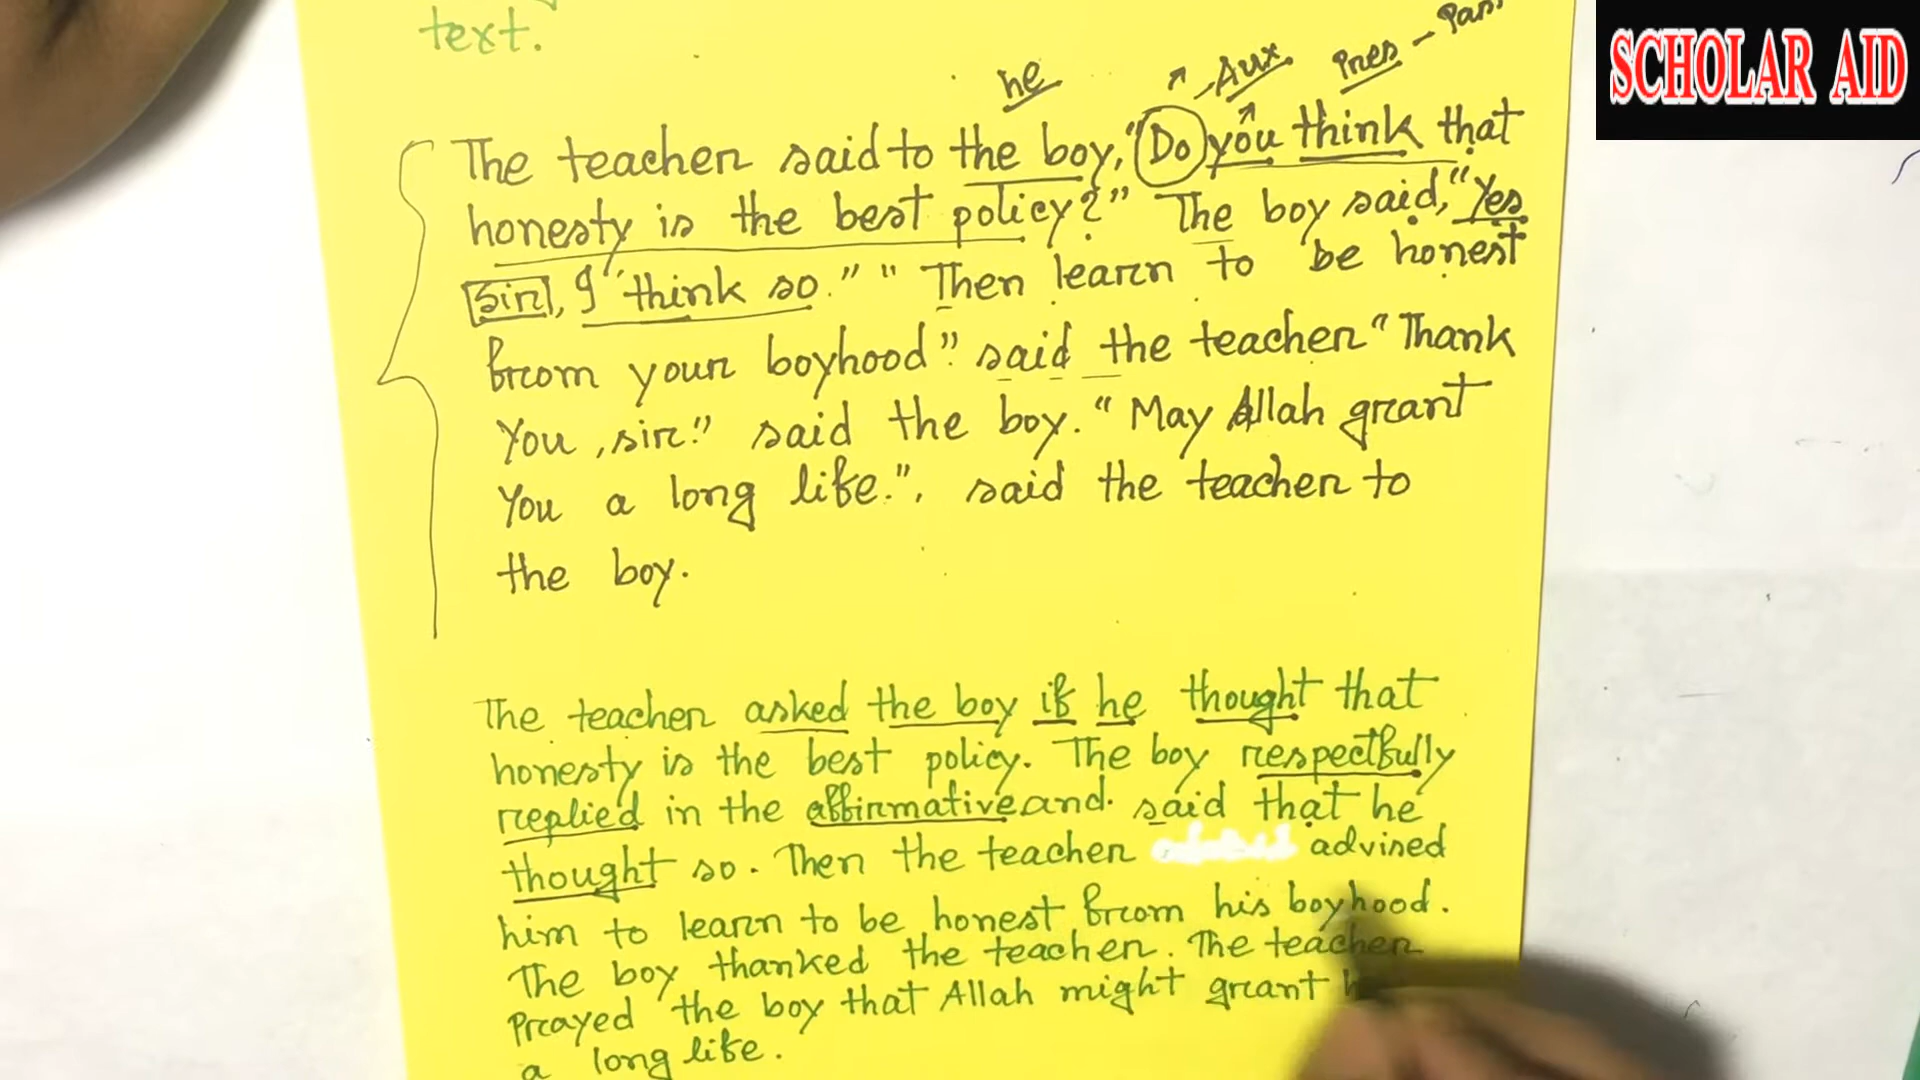 text.
he
Aux
Pres - Pas
SCHOLAR AID
The teacher said to the boy, "Do you think that
honesty is the best policy?" The boy said, "Yes
sir, I think so." "Then learn to be honest
from your boyhood" said the teacher "Thank
You, sir." said the boy. "May Allah grant
You a long life.", said the teacher to
the boy.
The teacher asked the boy if he thought that
honesty is the best policy. The boy respectfully
replied in the affirmative and said that he
thought so. Then the teacher advised
him to learn to be honest from his boyhood.
The boy thanked the teacher. The teacher
Prayed the boy that Allah might grant
a long life.